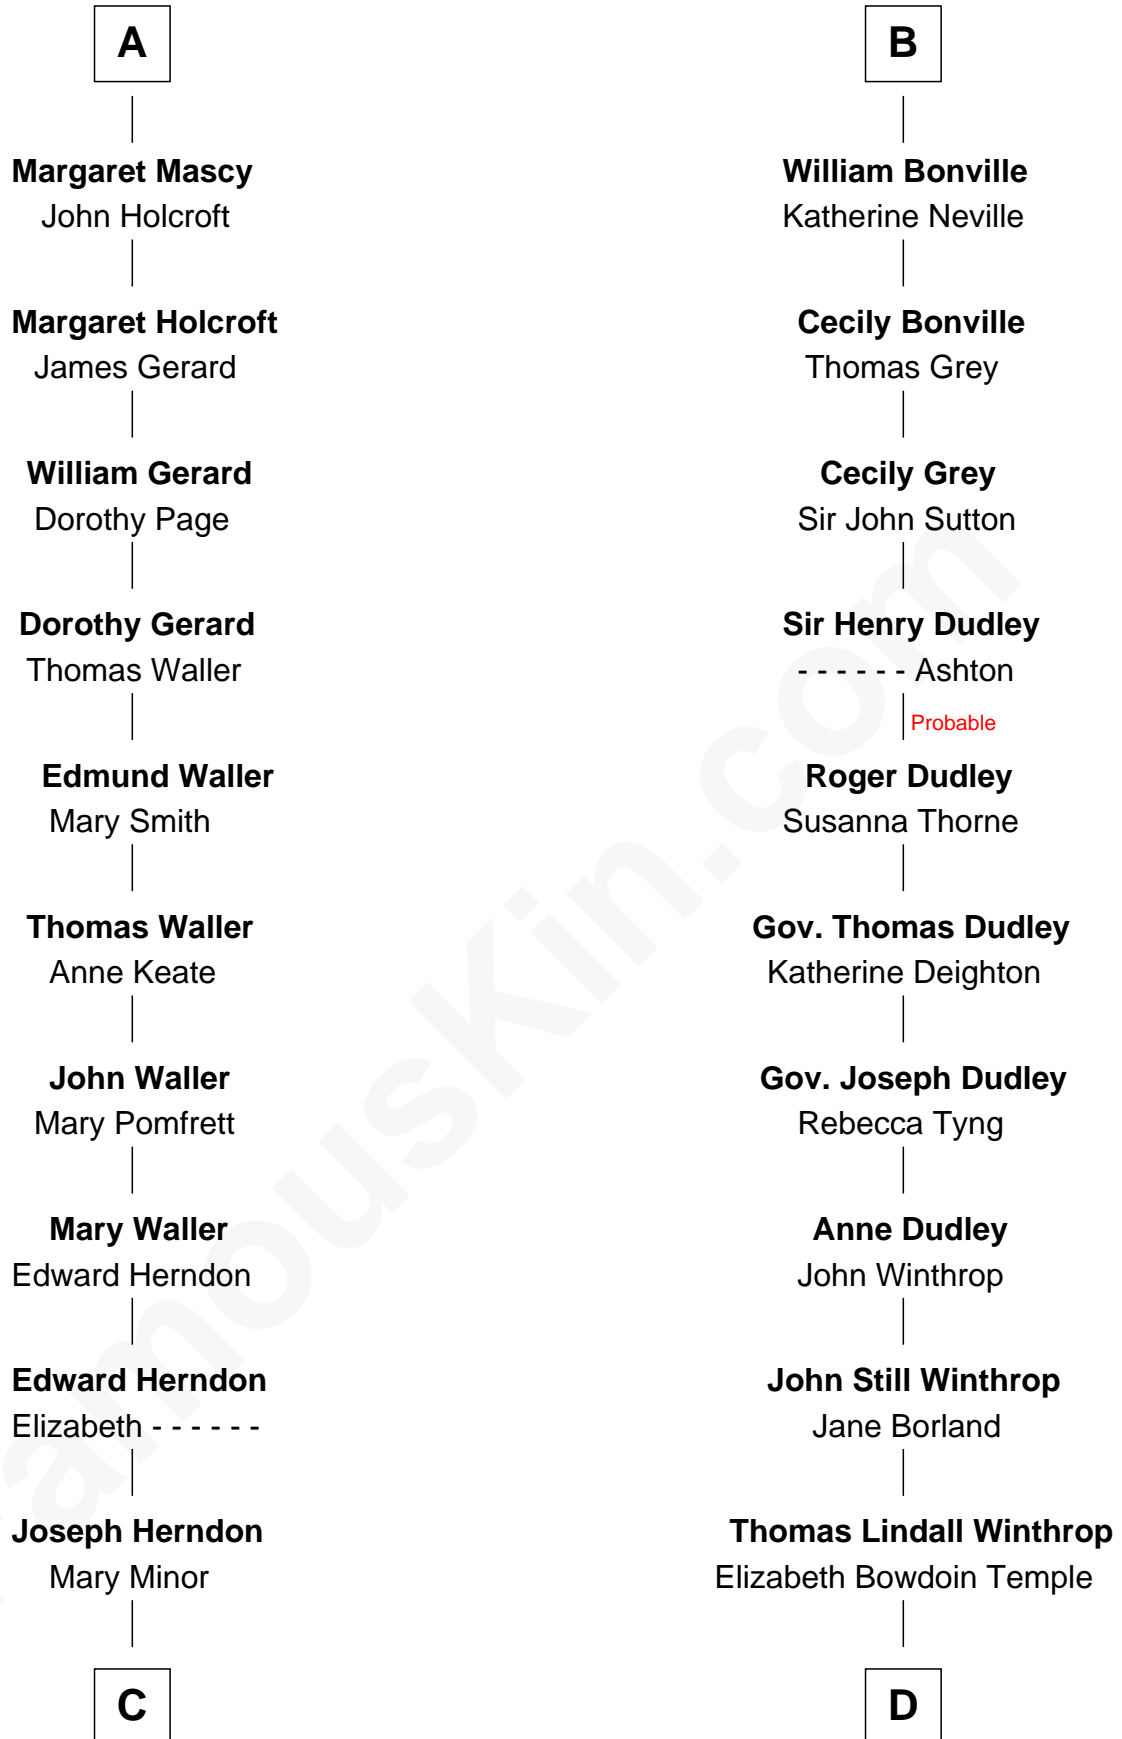 A
Margaret Mascy
John Holcroft
Margaret Holcroft
James Gerard
William Gerard
Dorothy Page
Dorothy Gerard
Thomas Waller
Edmund Waller
Mary Smith
Thomas Waller
Anne Keate
John Waller
Mary Pomfrett
Mary Waller
Edward Herndon
Edward Herndon
Elizabeth - - - - - -
Joseph Herndon
Mary Minor
C
B
William Bonville
Katherine Neville
Cecily Bonville
Thomas Grey
Cecily Grey
Sir John Sutton
Sir Henry Dudley
- - - - - - Ashton
Probable
Roger Dudley
Susanna Thorne
Gov. Thomas Dudley
Katherine Deighton
Gov. Joseph Dudley
Rebecca Tyng
Anne Dudley
John Winthrop
John Still Winthrop
Jane Borland
Thomas Lindall Winthrop
Elizabeth Bowdoin Temple
D
FamousKin.com